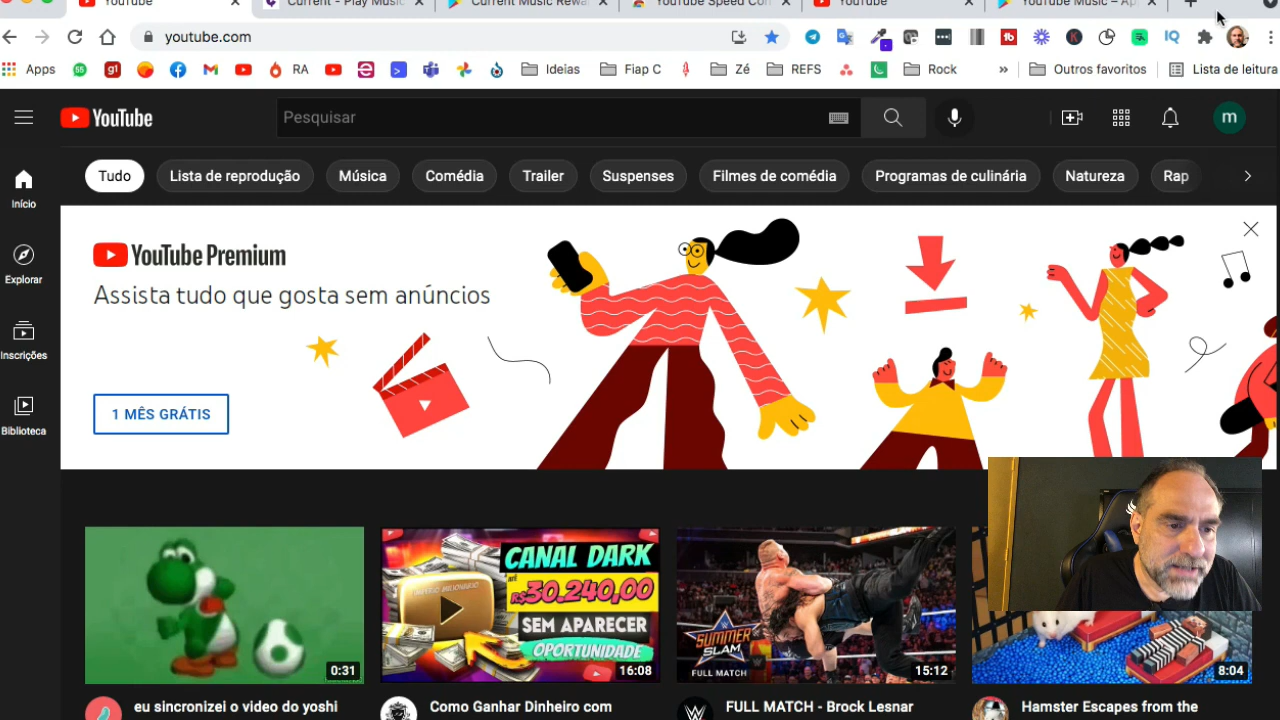 YouTube
Current - Play Music
Current Music Rewa
YouTube Speed Con
YouTube
YouTube Music – Ap
youtube.com
Apps
RA
Ideias
Fiap C
Zé
REFS
Rock
»
Outros favoritos
Lista de leitura
YouTube
Pesquisar
m
Tudo
Lista de reprodução
Música
Comédia
Trailer
Suspenses
Filmes de comédia
Programas de culinária
Natureza
Rap
Início
Explorar
Inscrições
Biblioteca
YouTube Premium
Assista tudo que gosta sem anúncios
1 MÊS GRÁTIS
0:31
CANAL DARK
ATÉ
R$30.240,00
SEM APARECER
OPORTUNIDADE
16:08
SUMMER
SLAM
FULL MATCH
15:12
8:04
eu sincronizei o video do yoshi
Como Ganhar Dinheiro com
FULL MATCH - Brock Lesnar
Hamster Escapes from the